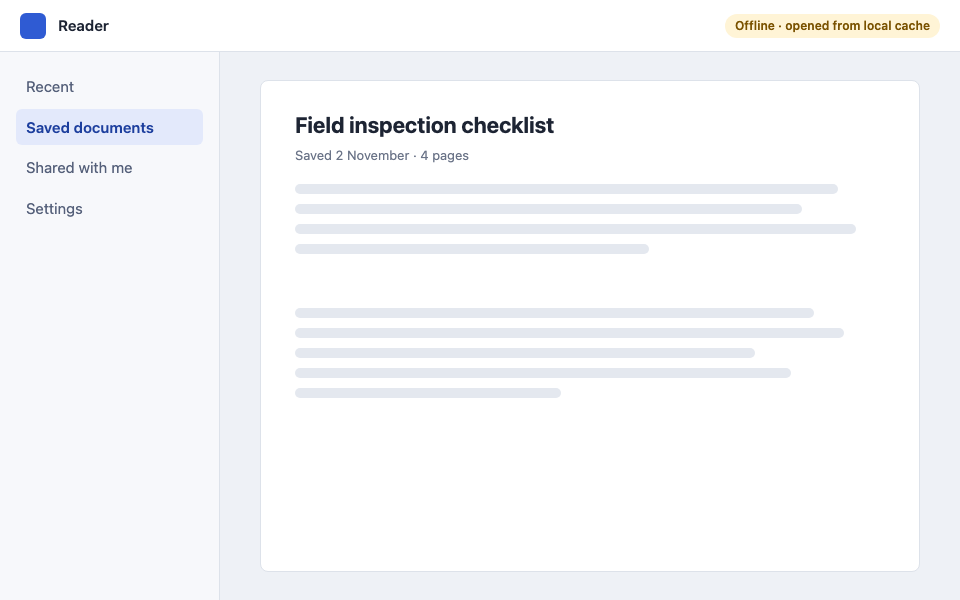 Reader
Offline · opened from local cache
Recent
Saved documents
Shared with me
Settings
Field inspection checklist
Saved 2 November · 4 pages